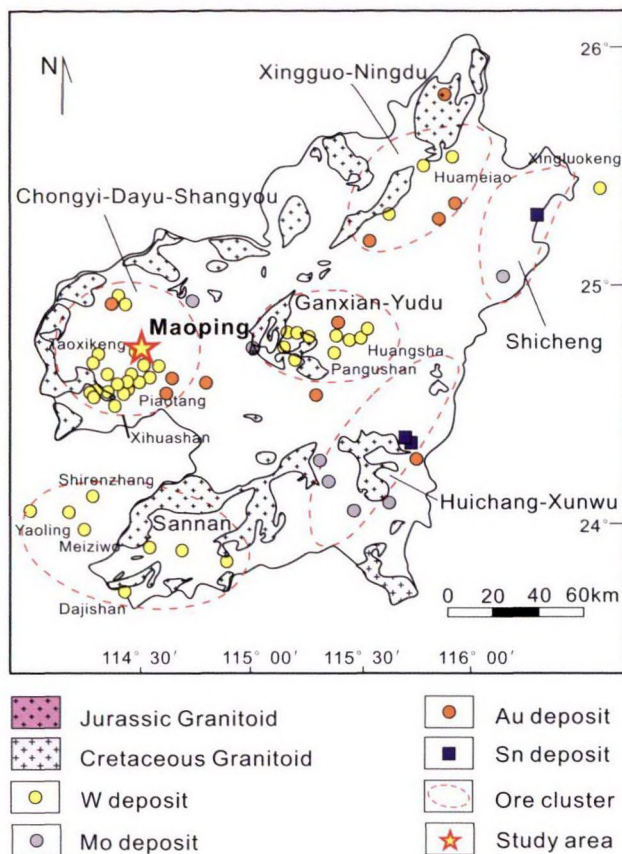 N
26°
Xingguo-Ningdu
Xingluokeng
Huameiao
Chongyi-Dayu-Shangyou
25°
Ganxian-Yudu
Maoping
Shicheng
Huangsha
Pangushan
Piaotang
Xihuashan
Shirenzhang
Huichang-Xunwu
Sannan
24°
Yaoling
Meiziwo
Dajishan
0 20 40 60km
114°30′ 115°00′ 115°30′ 116°00′
Jurassic Granitoid
Cretaceous Granitoid
W deposit
Mo deposit
Au deposit
Sn deposit
Ore cluster
Study area